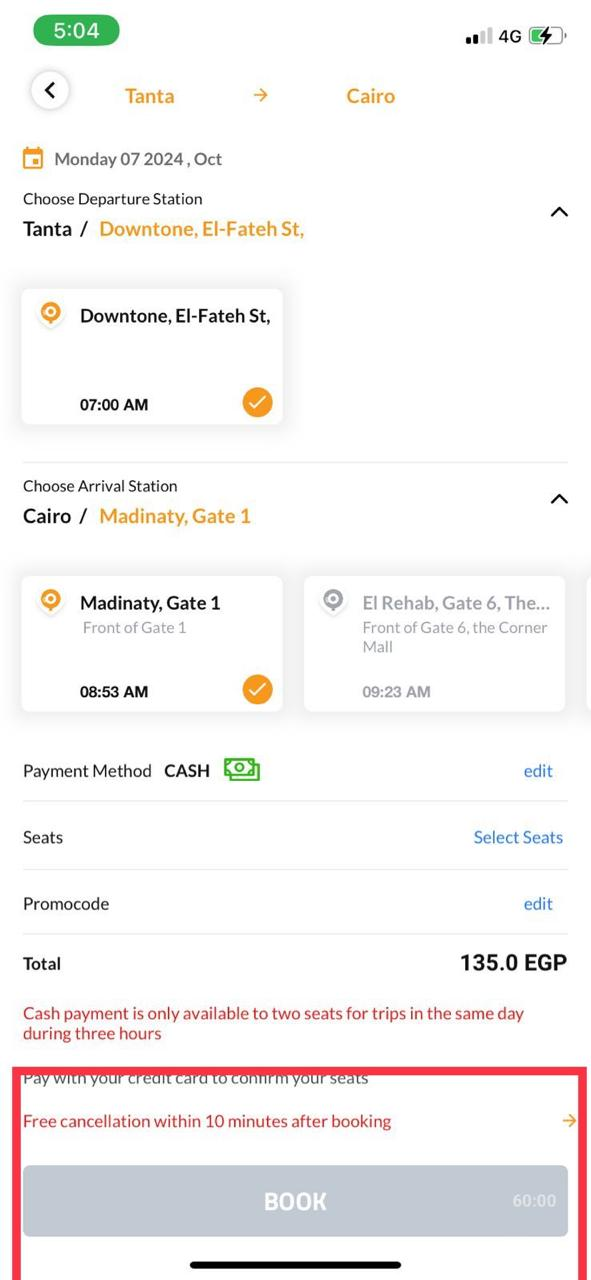 5:04
4G
Tanta → Cairo
Monday 07 2024 , Oct
Choose Departure Station
Tanta / Downtone, El-Fateh St,
Downtone, El-Fateh St,
07:00 AM
Choose Arrival Station
Cairo / Madinaty, Gate 1
Madinaty, Gate 1
Front of Gate 1
08:53 AM
El Rehab, Gate 6, The...
Front of Gate 6, the Corner
Mall
09:23 AM
Payment Method CASH
edit
Seats
Select Seats
Promocode
edit
Total
135.0 EGP
Cash payment is only available to two seats for trips in the same day
during three hours
Pay with your credit card to confirm your seats
Free cancellation within 10 minutes after booking
BOOK
60:00